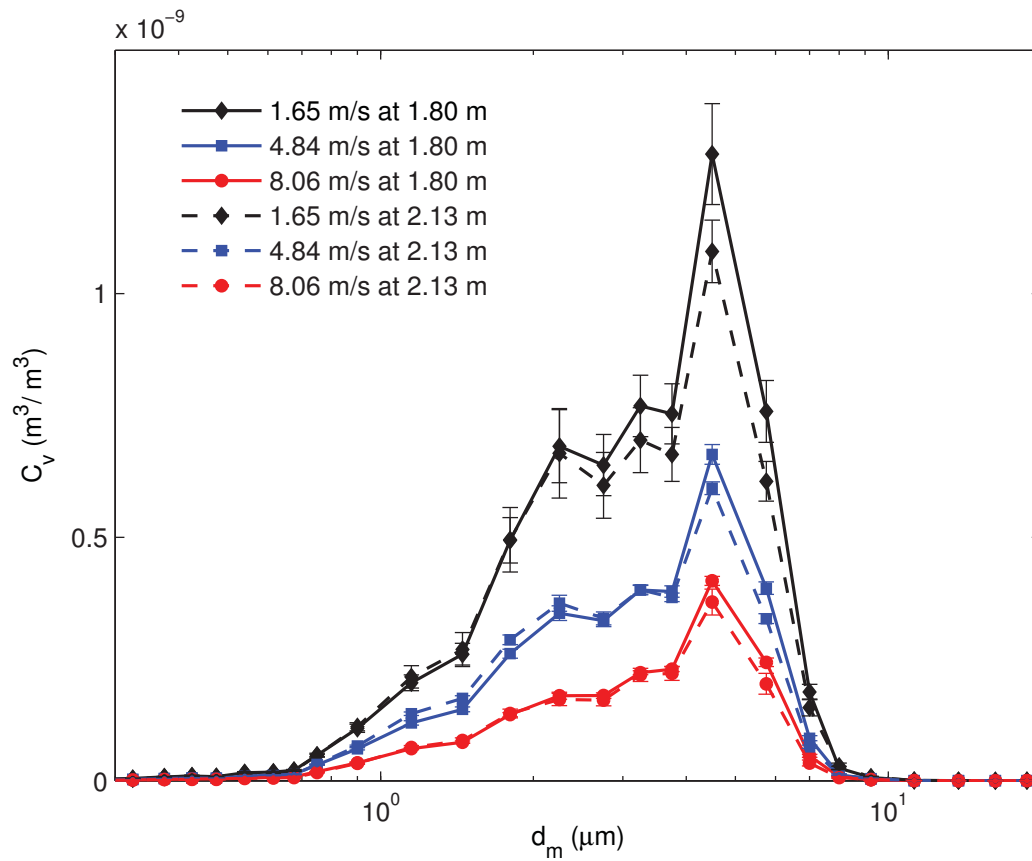 x 10⁻⁹
1.65 m/s at 1.80 m
4.84 m/s at 1.80 m
8.06 m/s at 1.80 m
1.65 m/s at 2.13 m
4.84 m/s at 2.13 m
8.06 m/s at 2.13 m
1
0.5
0
C_v (m³/ m³)
10⁰
10¹
d_m (μm)